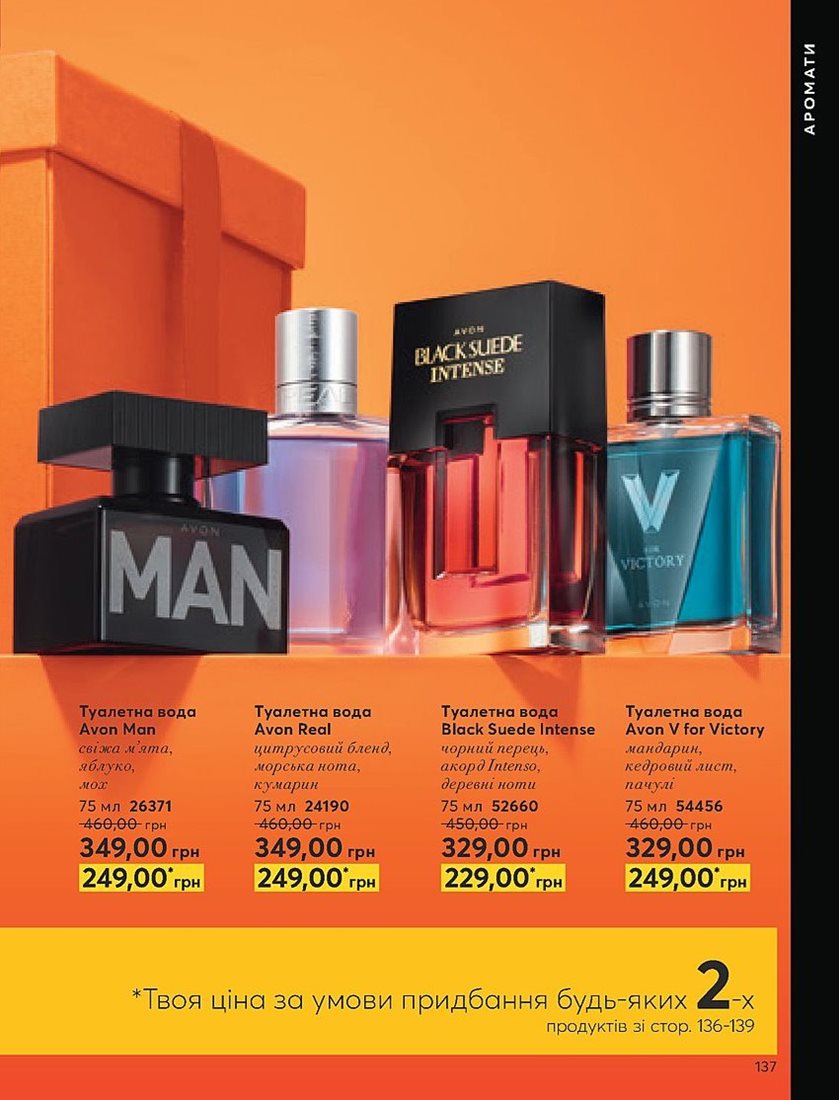 АРОМАТИ
AVON
BLACK SUEDE
INTENSE
REAL
AVON
MAN
V
FOR
VICTORY
AVON
Туалетна вода
Avon Man
свіжа м'ята,
яблуко,
мох
75 мл 26371
460,00 грн
349,00 грн
249,00* грн
Туалетна вода
Avon Real
цитрусовий бленд,
морська нота,
кумарин
75 мл 24190
460,00 грн
349,00 грн
249,00* грн
Туалетна вода
Black Suede Intense
чорний перець,
акорд Intenso,
деревні ноти
75 мл 52660
450,00 грн
329,00 грн
229,00* грн
Туалетна вода
Avon V for Victory
мандарин,
кедровий лист,
пачулі
75 мл 54456
460,00 грн
329,00 грн
249,00* грн
*Твоя ціна за умови придбання будь-яких 2-х
продуктів зі стор. 136-139
137